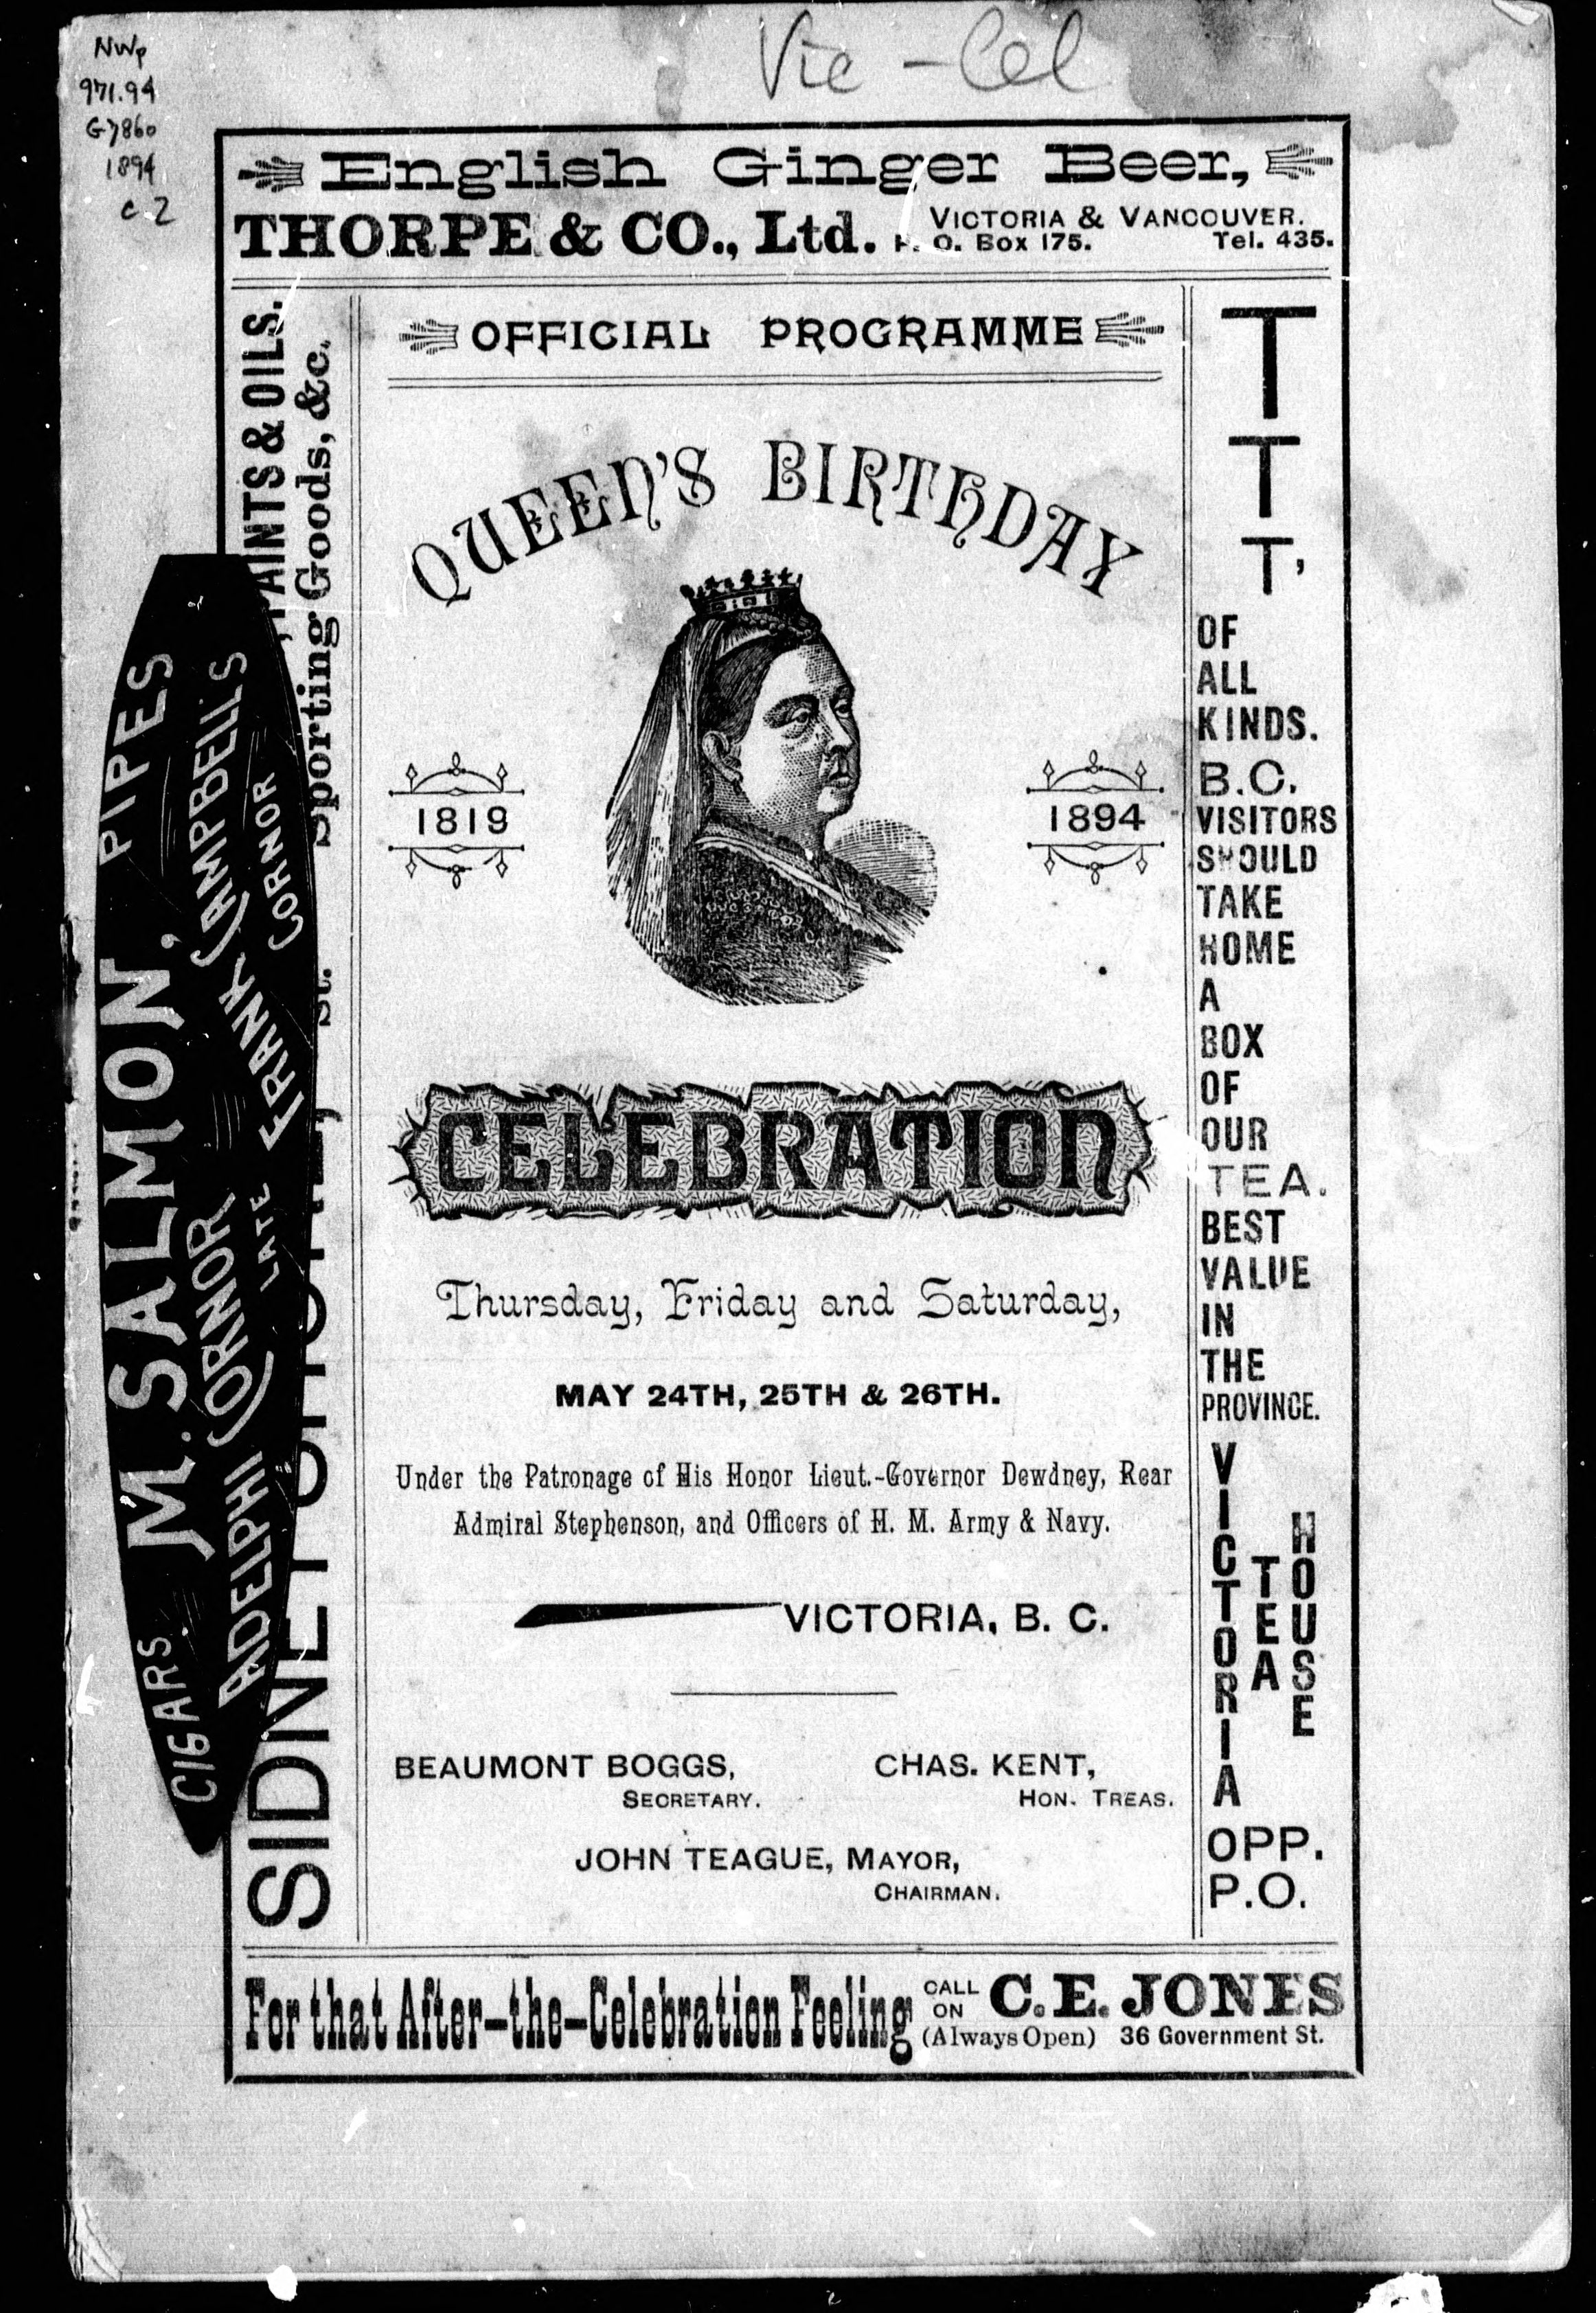 NWp
971.94
G7860
1894
c.2
Vic - Cel
English Ginger Beer,
THORPE & CO., Ltd.
VICTORIA & VANCOUVER.
P. O. Box 175. Tel. 435.
PAINTS & OILS.
Sporting Goods, &c.
St.
OFFICIAL PROGRAMME
QUEEN'S BIRTHDAY
1819
1894
CELEBRATION
Thursday, Friday and Saturday,
MAY 24TH, 25TH & 26TH.
Under the Patronage of His Honor Lieut.-Governor Dewdney, Rear
Admiral Stephenson, and Officers of H. M. Army & Navy.
VICTORIA, B. C.
BEAUMONT BOGGS,
SECRETARY.
CHAS. KENT,
HON. TREAS.
JOHN TEAGUE, MAYOR,
CHAIRMAN.
T
T
T,
OF
ALL
KINDS.
B.C.
VISITORS
SHOULD
TAKE
HOME
A
BOX
OF
OUR
TEA.
BEST
VALUE
IN
THE
PROVINCE.
VICTORIA
TEA
HOUSE
OPP.
P.O.
CIGARS M. SALMON, PIPES
ADELPHI CORNOR FRANK CAMPBELL'S
LATE CORNOR
For that After-the-Celebration Feeling
CALL
ON
C. E. JONES
(Always Open) 36 Government St.